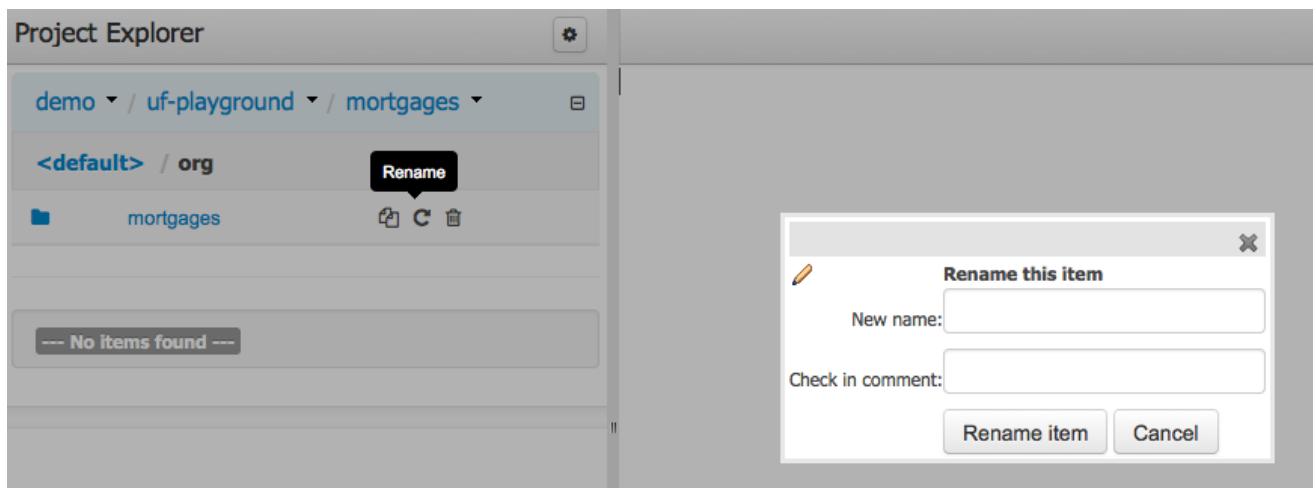 Project Explorer
demo / uf-playground / mortgages
<default> / org
Rename
mortgages
--- No items found ---
Rename this item
New name:
Check in comment:
Rename item Cancel